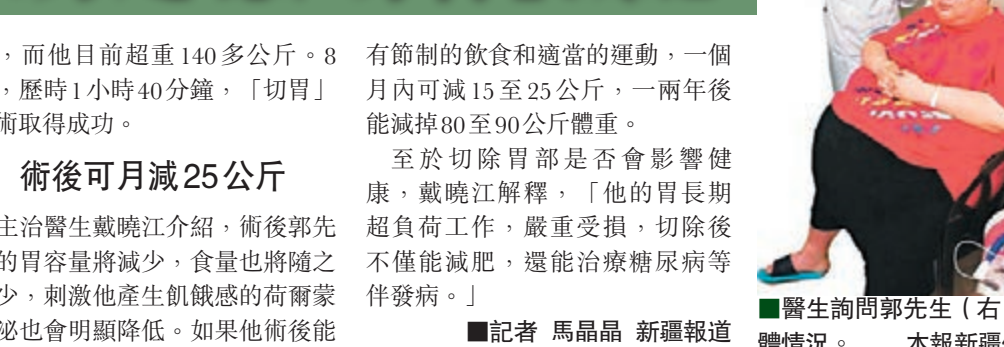 ，而他目前超重140多公斤。8
，歷時1小時40分鐘，「切胃」
術取得成功。
術後可月減25公斤
主治醫生戴曉江介紹，術後郭先
的胃容量將減少，食量也將隨之
少，刺激他產生飢餓感的荷爾蒙
泌也會明顯降低。如果他術後能
有節制的飲食和適當的運動，一個
月內可減15至25公斤，一兩年後
能減掉80至90公斤體重。
至於切除胃部是否會影響健
康，戴曉江解釋，「他的胃長期
超負荷工作，嚴重受損，切除後
不僅能減肥，還能治療糖尿病等
伴發病。」
■記者 馬晶晶 新疆報道
■醫生詢問郭先生（右
體情況。 本報新疆